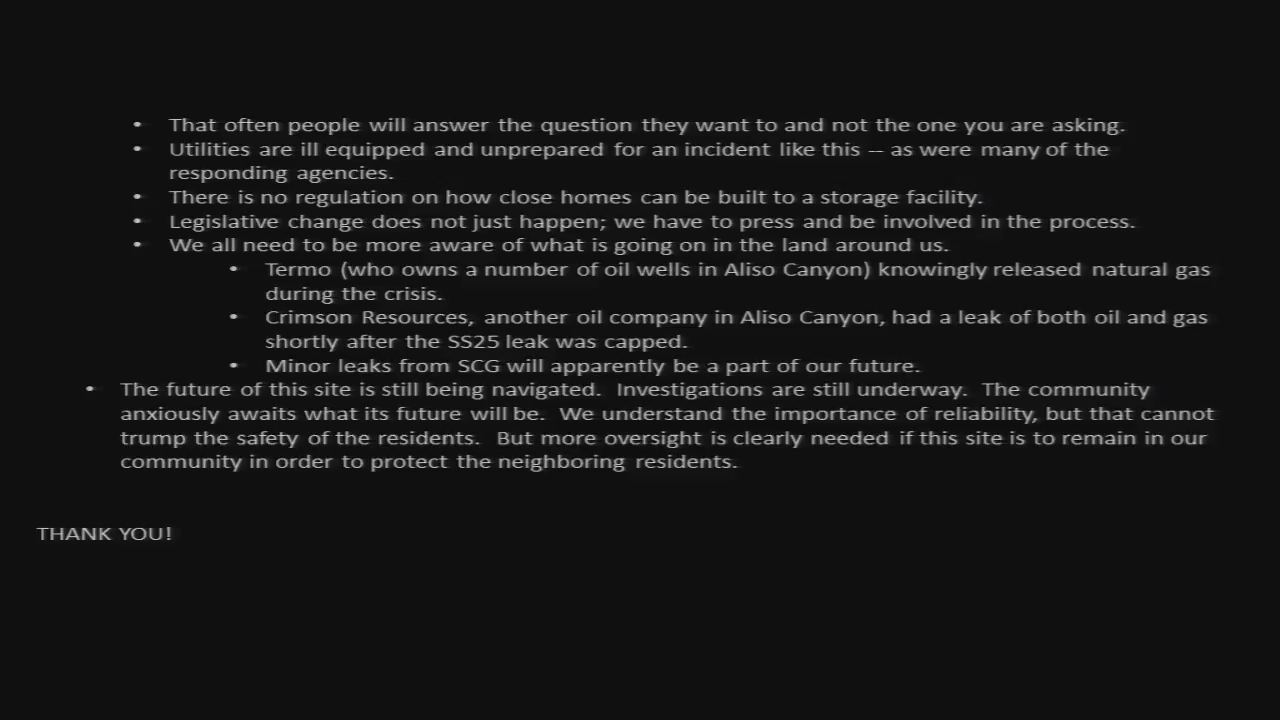 • That often people will answer the question they want to and not the one you are asking.
• Utilities are ill equipped and unprepared for an incident like this -- as were many of the
responding agencies.
• There is no regulation on how close homes can be built to a storage facility.
• Legislative change does not just happen; we have to press and be involved in the process.
• We all need to be more aware of what is going on in the land around us.
• Termo (who owns a number of oil wells in Aliso Canyon) knowingly released natural gas
during the crisis.
• Crimson Resources, another oil company in Aliso Canyon, had a leak of both oil and gas
shortly after the SS25 leak was capped.
• Minor leaks from SCG will apparently be a part of our future.
• The future of this site is still being navigated.  Investigations are still underway.  The community
anxiously awaits what its future will be.  We understand the importance of reliability, but that cannot
trump the safety of the residents.  But more oversight is clearly needed if this site is to remain in our
community in order to protect the neighboring residents.
THANK YOU!